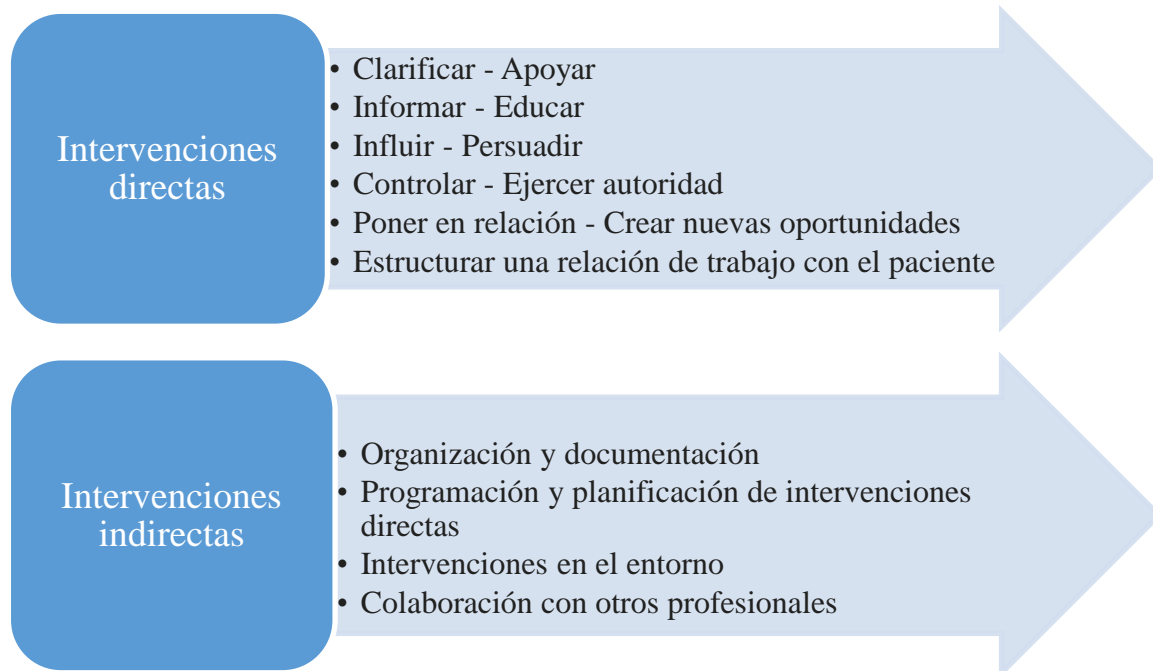 Intervenciones
directas
• Clarificar - Apoyar
• Informar - Educar
• Influir - Persuadir
• Controlar - Ejercer autoridad
• Poner en relación - Crear nuevas oportunidades
• Estructurar una relación de trabajo con el paciente
Intervenciones
indirectas
• Organización y documentación
• Programación y planificación de intervenciones
directas
• Intervenciones en el entorno
• Colaboración con otros profesionales